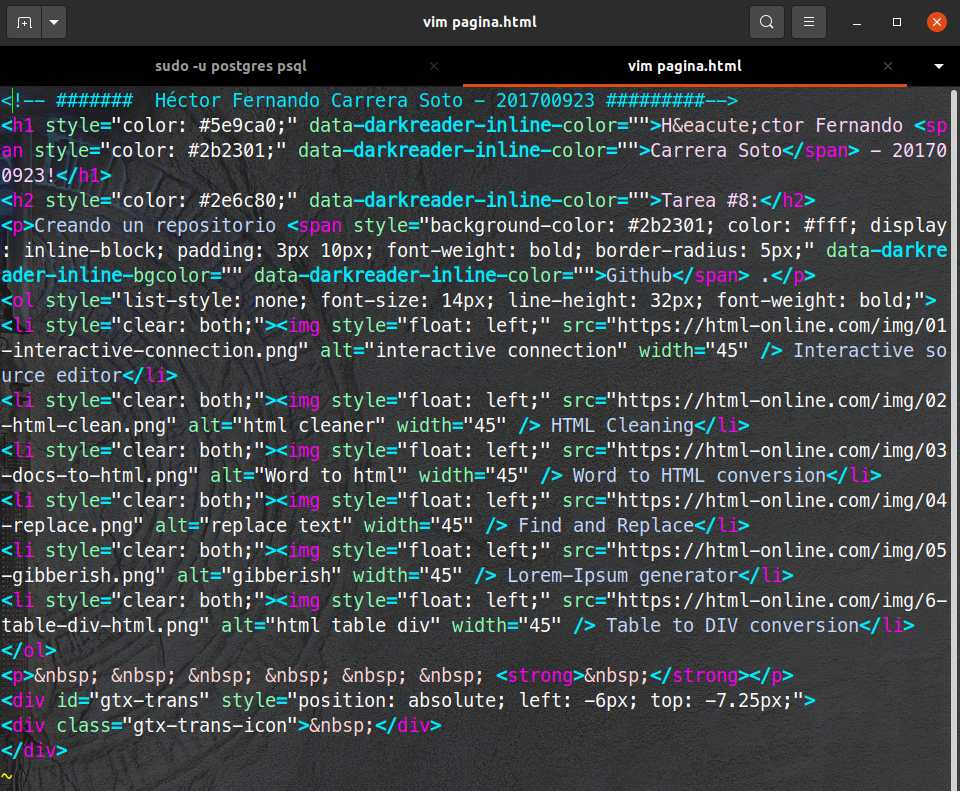 vim pagina.html
sudo -u postgres psql
vim pagina.html
<!-- ####### Héctor Fernando Carrera Soto - 201700923 #########-->
<h1 style="color: #5e9ca0;" data-darkreader-inline-color="">H&eacute;ctor Fernando <sp
an style="color: #2b2301;" data-darkreader-inline-color="">Carrera Soto</span> - 20170
0923!</h1>
<h2 style="color: #2e6c80;" data-darkreader-inline-color="">Tarea #8:</h2>
<p>Creando un repositorio <span style="background-color: #2b2301; color: #fff; display
: inline-block; padding: 3px 10px; font-weight: bold; border-radius: 5px;" data-darkre
ader-inline-bgcolor="" data-darkreader-inline-color="">Github</span> .</p>
<ol style="list-style: none; font-size: 14px; line-height: 32px; font-weight: bold;">
<li style="clear: both;"><img style="float: left;" src="https://html-online.com/img/01
-interactive-connection.png" alt="interactive connection" width="45" /> Interactive so
urce editor</li>
<li style="clear: both;"><img style="float: left;" src="https://html-online.com/img/02
-html-clean.png" alt="html cleaner" width="45" /> HTML Cleaning</li>
<li style="clear: both;"><img style="float: left;" src="https://html-online.com/img/03
-docs-to-html.png" alt="Word to html" width="45" /> Word to HTML conversion</li>
<li style="clear: both;"><img style="float: left;" src="https://html-online.com/img/04
-replace.png" alt="replace text" width="45" /> Find and Replace</li>
<li style="clear: both;"><img style="float: left;" src="https://html-online.com/img/05
-gibberish.png" alt="gibberish" width="45" /> Lorem-Ipsum generator</li>
<li style="clear: both;"><img style="float: left;" src="https://html-online.com/img/6-
table-div-html.png" alt="html table div" width="45" /> Table to DIV conversion</li>
</ol>
<p>&nbsp; &nbsp; &nbsp; &nbsp; &nbsp; &nbsp; <strong>&nbsp;</strong></p>
<div id="gtx-trans" style="position: absolute; left: -6px; top: -7.25px;">
<div class="gtx-trans-icon">&nbsp;</div>
</div>
~